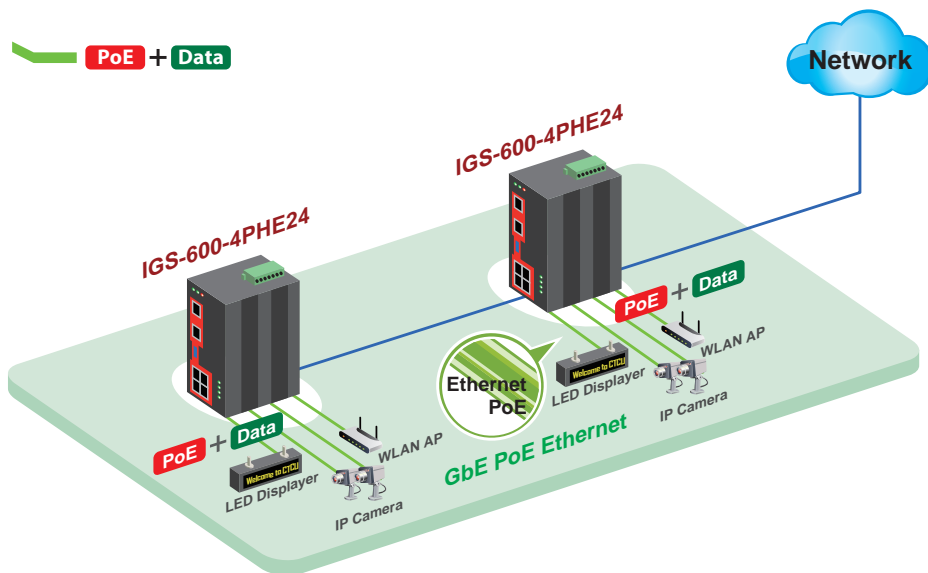 PoE + Data
Network
IGS-600-4PHE24
IGS-600-4PHE24
PoE + Data
WLAN AP
Welcome to CTCU
LED Displayer
IP Camera
Ethernet
PoE
GbE PoE Ethernet
PoE + Data
WLAN AP
Welcome to CTCU
LED Displayer
IP Camera